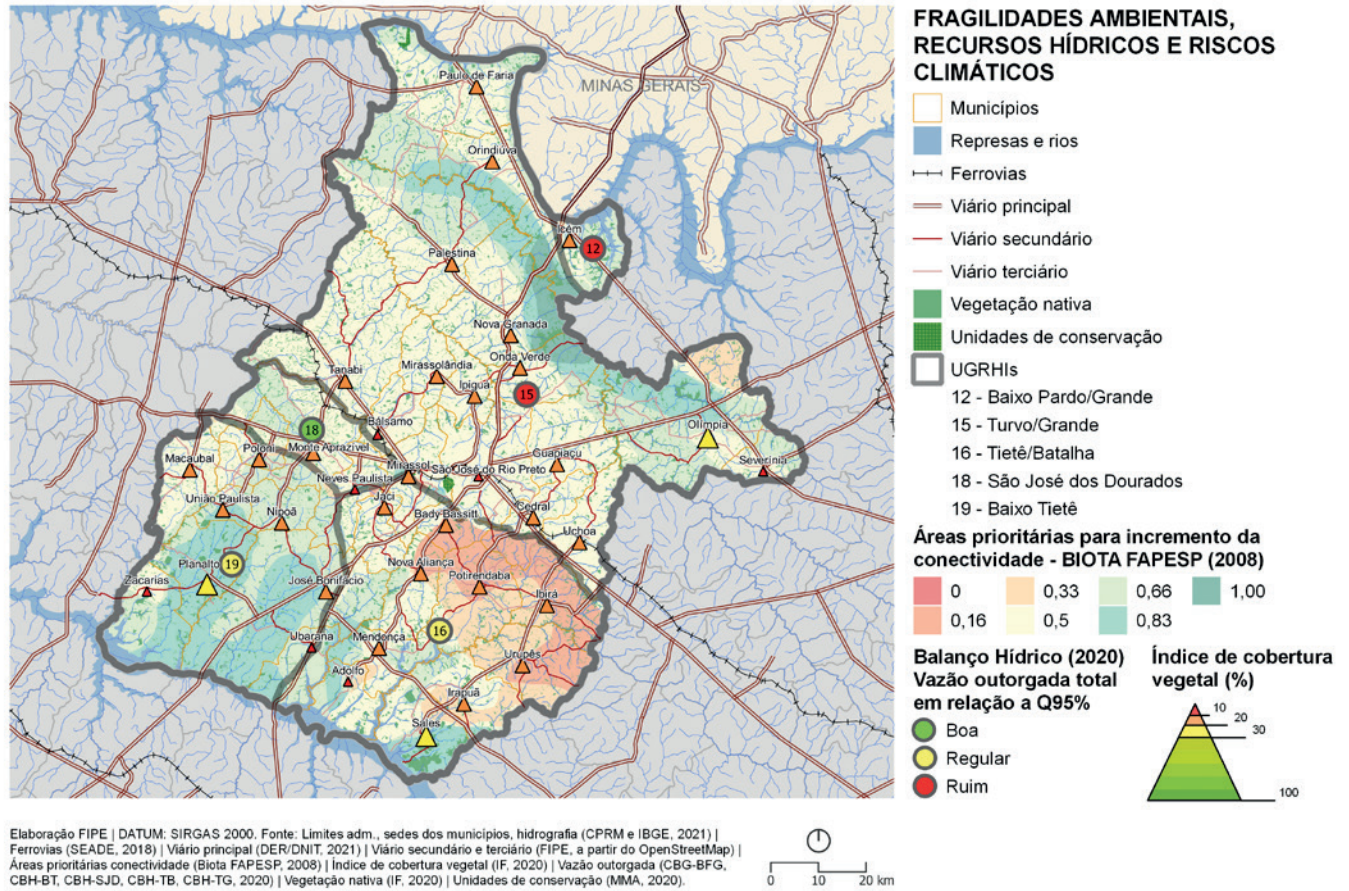 Paulo de Faria
MINAS GERAIS
Orindiúva
Icém
12
Palestina
Nova Granada
Onda Verde
Mirassolândia
Tanabi
Ipiguá
15
18
Bálsamo
Olímpia
Macaubal
Poloni
Monte Aprazível
Guapiaçu
Severínia
Mirassol
São José do Rio Preto
Neves Paulista
União Paulista
Jaci
Nipoã
Bady Bassitt
Cedral
Uchoa
Planalto
19
Nova Aliança
Zacarias
José Bonifácio
Potirendaba
Ibirá
16
Ubarana
Mendonça
Adolfo
Urupês
Irapuã
Sales
FRAGILIDADES AMBIENTAIS,
RECURSOS HÍDRICOS E RISCOS
CLIMÁTICOS
Municípios
Represas e rios
Ferrovias
Viário principal
Viário secundário
Viário terciário
Vegetação nativa
Unidades de conservação
UGRHIs
12 - Baixo Pardo/Grande
15 - Turvo/Grande
16 - Tietê/Batalha
18 - São José dos Dourados
19 - Baixo Tietê
Áreas prioritárias para incremento da
conectividade - BIOTA FAPESP (2008)
0 0,33 0,66 1,00
0,16 0,5 0,83
Balanço Hídrico (2020)
Vazão outorgada total
em relação a Q95%
Boa
Regular
Ruim
Índice de cobertura
vegetal (%)
10
20
30
100
Elaboração FIPE | DATUM: SIRGAS 2000. Fonte: Limites adm., sedes dos municípios, hidrografia (CPRM e IBGE, 2021) |
Ferrovias (SEADE, 2018) | Viário principal (DER/DNIT, 2021) | Viário secundário e terciário (FIPE, a partir do OpenStreetMap) |
Áreas prioritárias conectividade (Biota FAPESP, 2008) | Índice de cobertura vegetal (IF, 2020) | Vazão outorgada (CBG-BFG,
CBH-BT, CBH-SJD, CBH-TB, CBH-TG, 2020) | Vegetação nativa (IF, 2020) | Unidades de conservação (MMA, 2020).
0 10 20 km